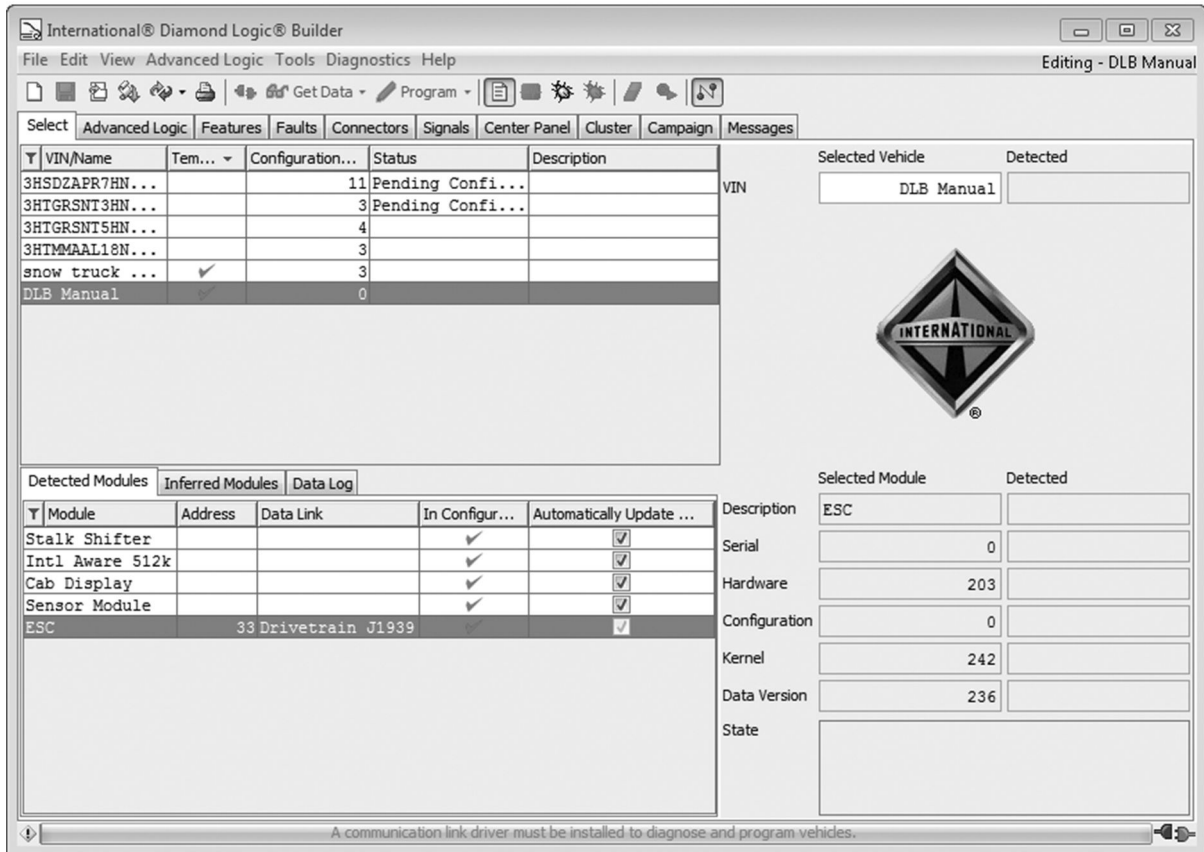 International® Diamond Logic® Builder
File Edit View Advanced Logic Tools Diagnostics Help
Editing - DLB Manual
Get Data Program
Select Advanced Logic Features Faults Connectors Signals Center Panel Cluster Campaign Messages
VIN/Name Tem... Configuration... Status Description
3HSDZAPR7HN... 11 Pending Confi...
3HTGRSNT3HN... 3 Pending Confi...
3HTGRSNT5HN... 4
3HTMMAAL18N... 3
snow truck ... 3
DLB Manual 0
Selected Vehicle Detected
VIN DLB Manual
INTERNATIONAL
®
Detected Modules Inferred Modules Data Log
Module Address Data Link In Configur... Automatically Update ...
Stalk Shifter
Intl Aware 512k
Cab Display
Sensor Module
ESC 33 Drivetrain J1939
Selected Module Detected
Description ESC
Serial 0
Hardware 203
Configuration 0
Kernel 242
Data Version 236
State
A communication link driver must be installed to diagnose and program vehicles.